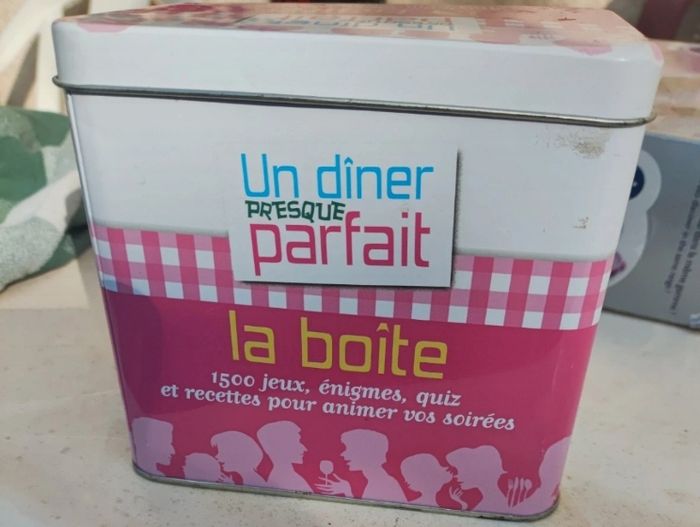 Un dîner
PRESQUE
parfait
la boîte
1500 jeux, énigmes, quiz
et recettes pour animer vos soirées